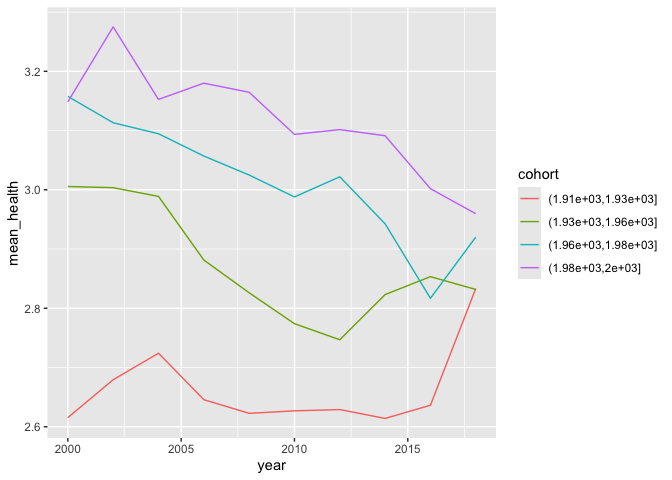 3.2
3.0
2.8
2.6
mean_health
2000
2005
2010
2015
year
cohort
(1.91e+03,1.93e+03]
(1.93e+03,1.96e+03]
(1.96e+03,1.98e+03]
(1.98e+03,2e+03]